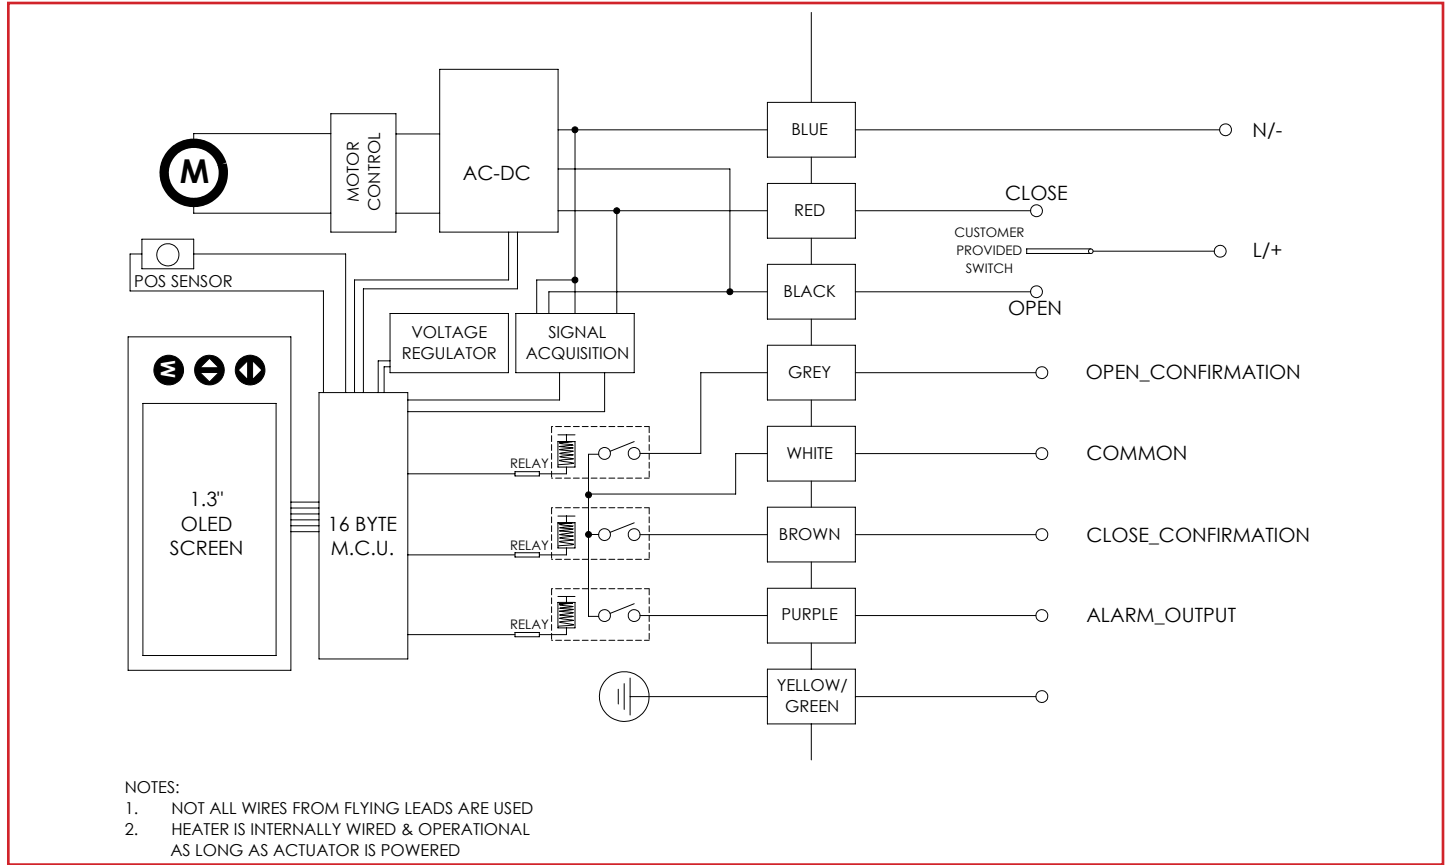 BLUE
N/-
MOTOR
CONTROL
M
AC-DC
CLOSE
RED
CUSTOMER
PROVIDED
SWITCH
L/+
POS SENSOR
BLACK
OPEN
VOLTAGE
REGULATOR
SIGNAL
ACQUISITION
M
GREY
OPEN_CONFIRMATION
RELAY
WHITE
COMMON
1.3"
OLED
SCREEN
16 BYTE
M.C.U.
RELAY
BROWN
CLOSE_CONFIRMATION
RELAY
PURPLE
ALARM_OUTPUT
YELLOW/
GREEN
NOTES:
1. NOT ALL WIRES FROM FLYING LEADS ARE USED
2. HEATER IS INTERNALLY WIRED & OPERATIONAL
AS LONG AS ACTUATOR IS POWERED